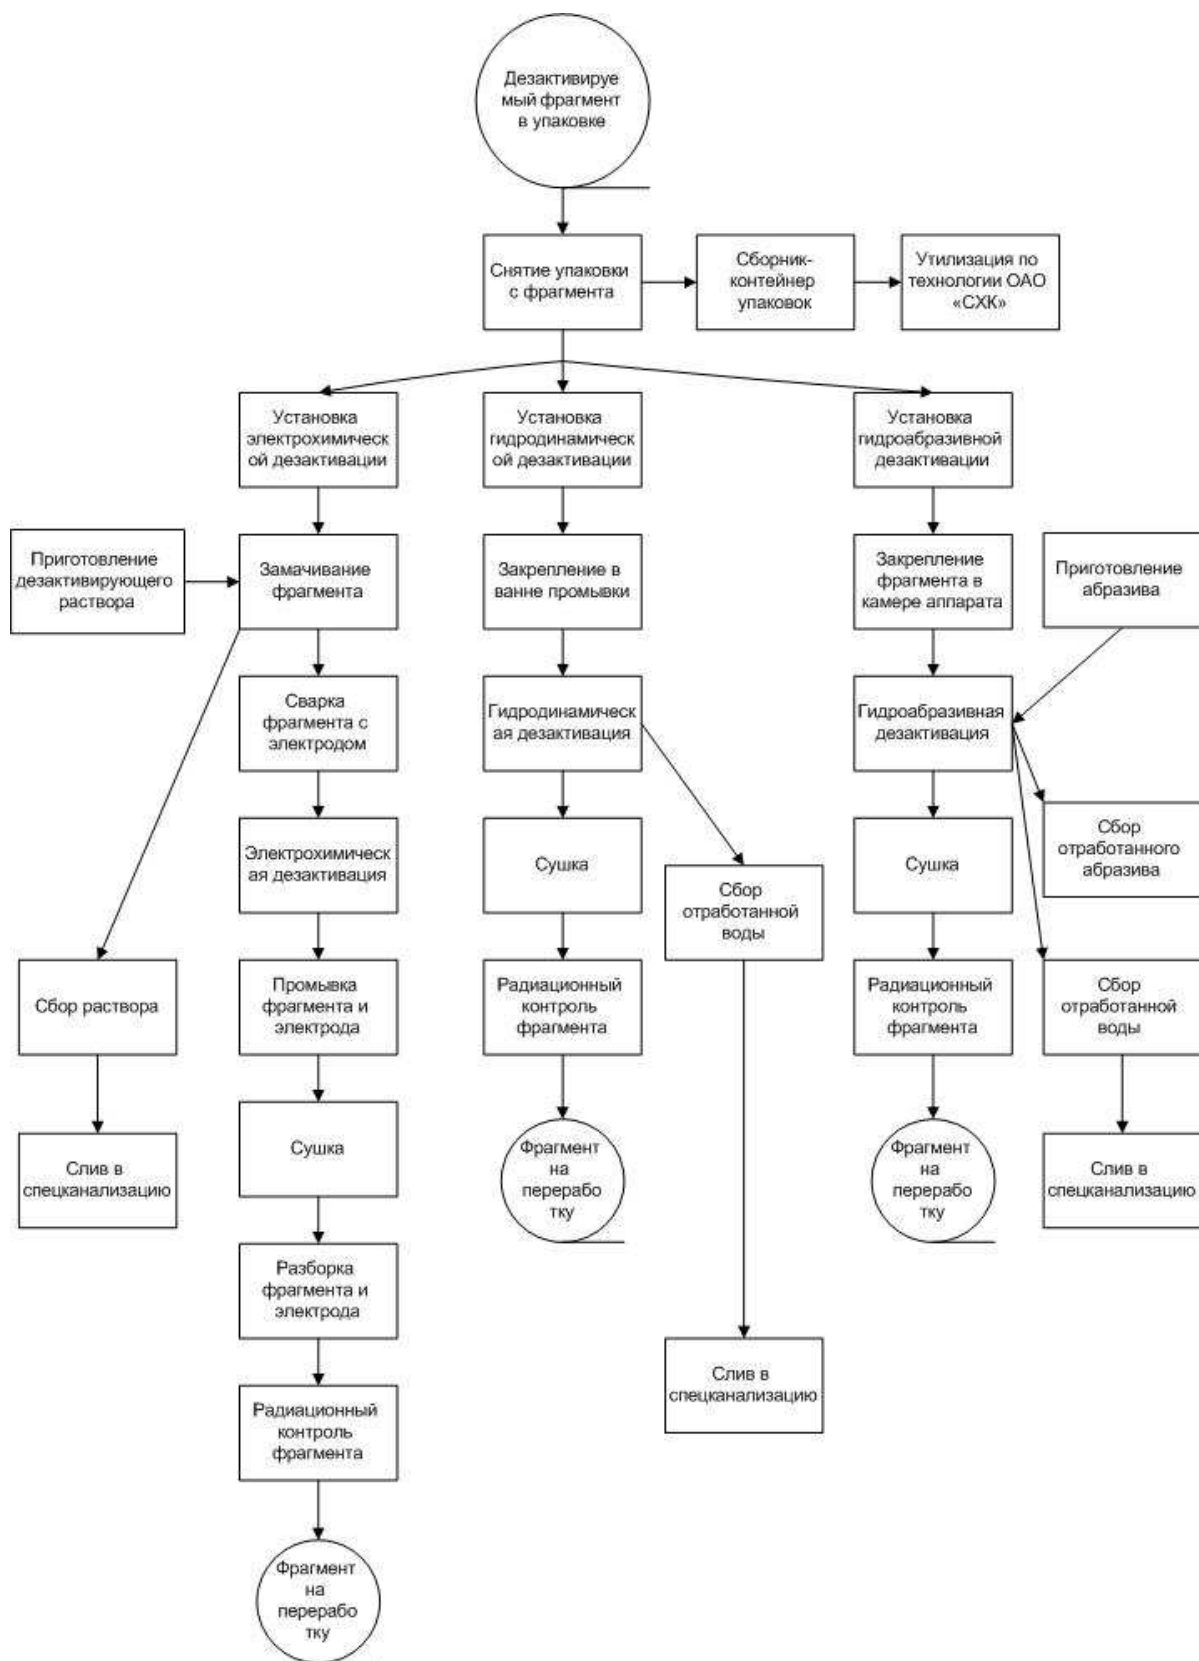 Дезактивируе
мый фрагмент
в упаковке
Снятие упаковки
с фрагмента
Сборник-
контейнер
упаковок
Утилизация по
технологии ОАО
«СХК»
Установка
электрохимическ
ой дезактивации
Установка
гидродинамическ
ой дезактивации
Установка
гидроабразивной
дезактивации
Приготовление
дезактивирующего
раствора
Замачивание
фрагмента
Закрепление в
ванне промывки
Закрепление
фрагмента в
камере аппарата
Приготовление
абразива
Сварка
фрагмента с
электродом
Гидродинамическ
ая дезактивация
Гидроабразивная
дезактивация
Электрохимическ
ая дезактивация
Сушка
Сбор
отработанной
воды
Сушка
Сбор
отработанного
абразива
Сбор раствора
Промывка
фрагмента и
электрода
Радиационный
контроль
фрагмента
Радиационный
контроль
фрагмента
Сбор
отработанной
воды
Слив в
спецканализацию
Сушка
Фрагмент
на
перерабо
тку
Фрагмент
на
перерабо
тку
Слив в
спецканализацию
Разборка
фрагмента и
электрода
Слив в
спецканализацию
Радиационный
контроль
фрагмента
Фрагмент
на
перерабо
тку